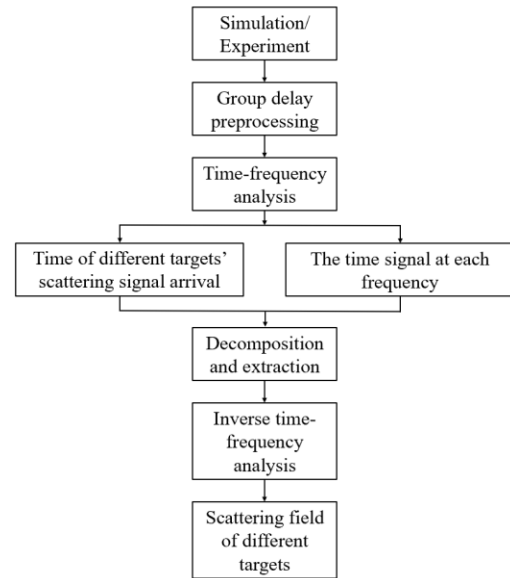 Simulation/
Experiment
Group delay
preprocessing
Time-frequency
analysis
Time of different targets'
scattering signal arrival
The time signal at each
frequency
Decomposition
and extraction
Inverse time-
frequency
analysis
Scattering field
of different
targets